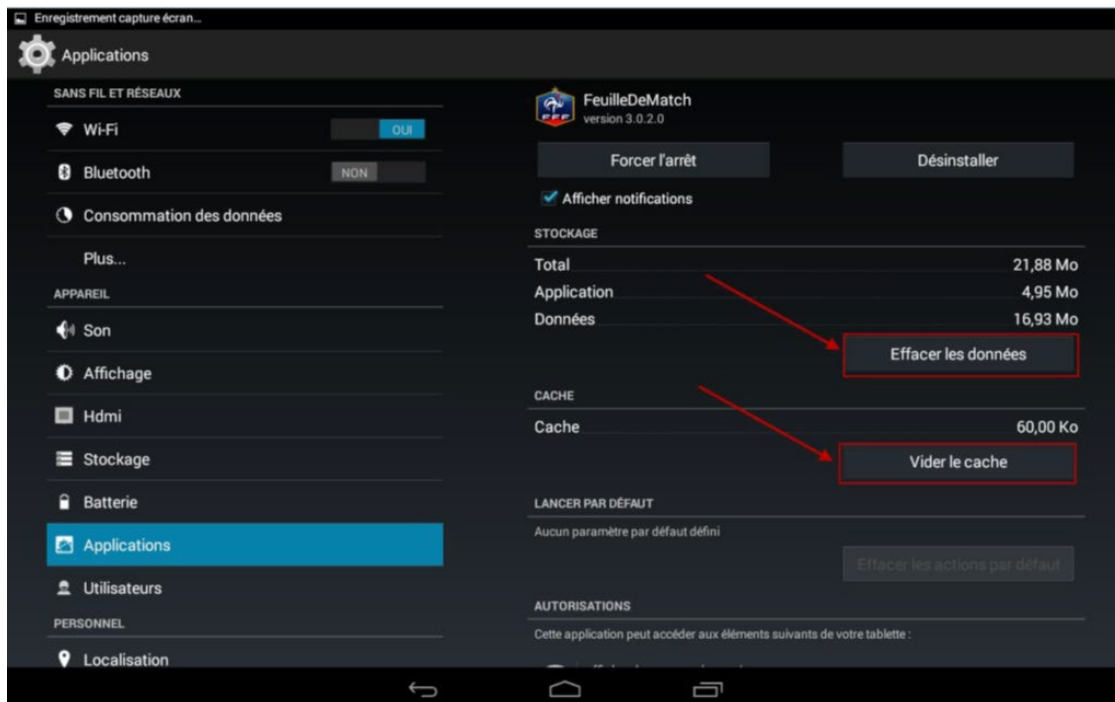 Enregistrement capture écran...
Applications
SANS FIL ET RÉSEAUX
Wi-Fi
OUI
Bluetooth
NON
Consommation des données
Plus...
APPAREIL
Son
Affichage
Hdmi
Stockage
Batterie
Applications
Utilisateurs
PERSONNEL
Localisation
FeuilleDeMatch
version 3.0.2.0
Forcer l'arrêt
Désinstaller
Afficher notifications
STOCKAGE
Total 21,88 Mo
Application 4,95 Mo
Données 16,93 Mo
Effacer les données
CACHE
Cache 60,00 Ko
Vider le cache
LANCER PAR DÉFAUT
Aucun paramètre par défaut défini
Effacer les actions par défaut
AUTORISATIONS
Cette application peut accéder aux éléments suivants de votre tablette :